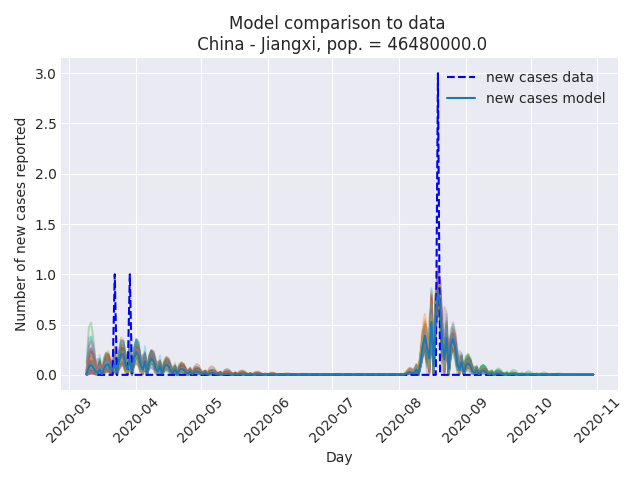 Model comparison to data
China - Jiangxi, pop. = 46480000.0
Number of new cases reported
3.0
2.5
2.0
1.5
1.0
0.5
0.0
new cases data
new cases model
2020-03
2020-04
2020-05
2020-06
2020-07
2020-08
2020-09
2020-10
2020-11
Day